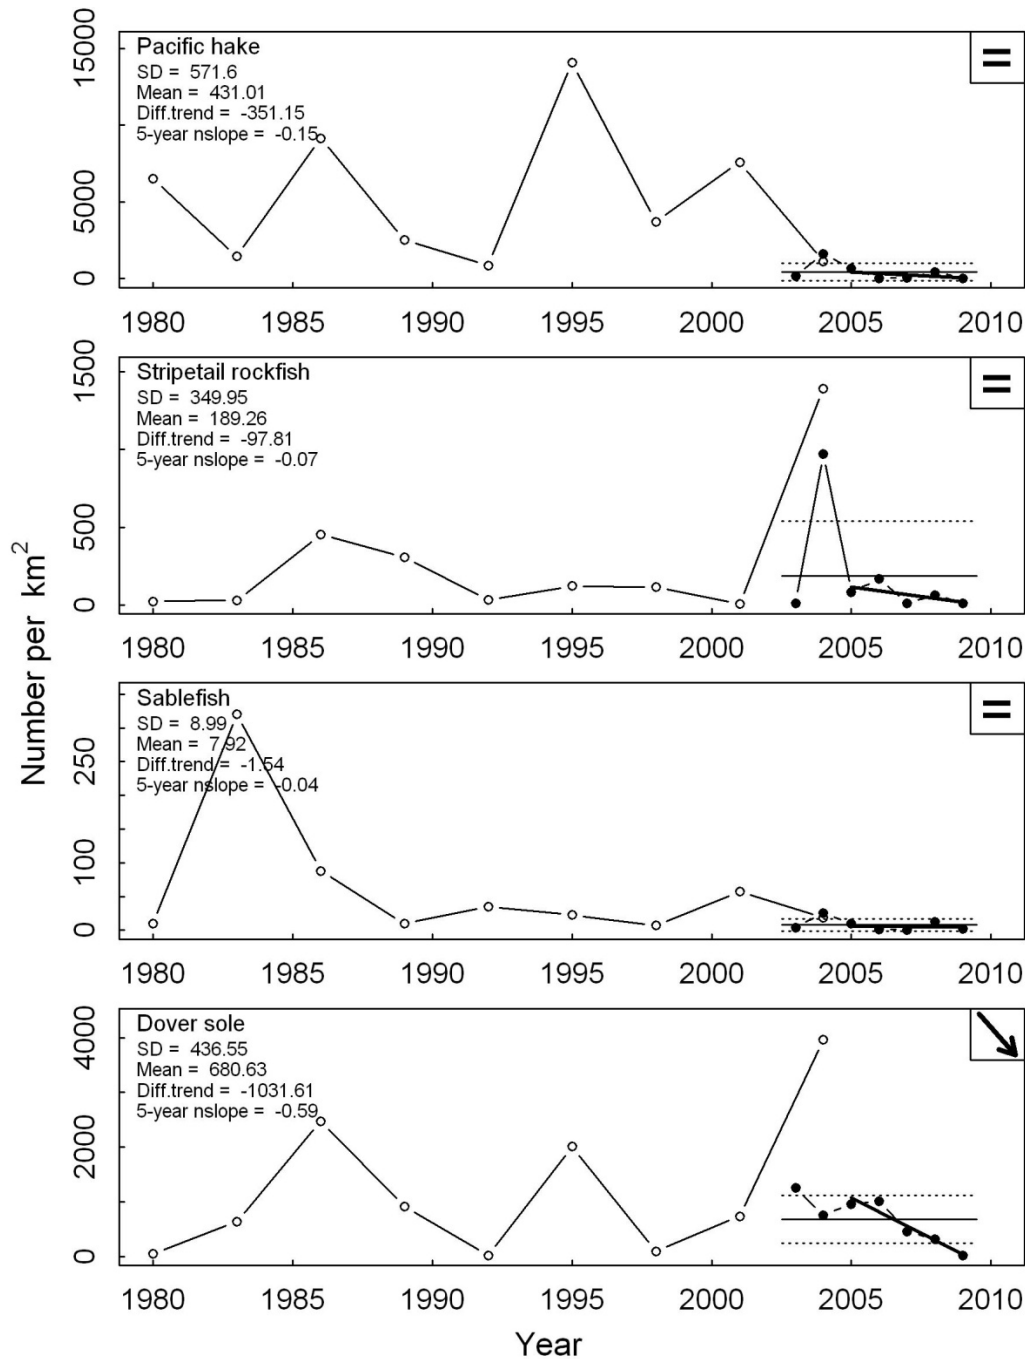 Number per km²
Pacific hake
SD = 571.6
Mean = 431.01
Diff.trend = -351.15
5-year nslope = -0.15
15000
5000
0
1980 1985 1990 1995 2000 2005 2010
=
Stripetail rockfish
SD = 349.95
Mean = 189.26
Diff.trend = -97.81
5-year nslope = -0.07
1500
500
0
1980 1985 1990 1995 2000 2005 2010
=
Sablefish
SD = 8.99
Mean = 7.92
Diff.trend = -1.54
5-year nslope = -0.04
250
100
0
1980 1985 1990 1995 2000 2005 2010
=
Dover sole
SD = 436.55
Mean = 680.63
Diff.trend = -1031.61
5-year nslope = -0.59
4000
2000
0
1980 1985 1990 1995 2000 2005 2010
Year